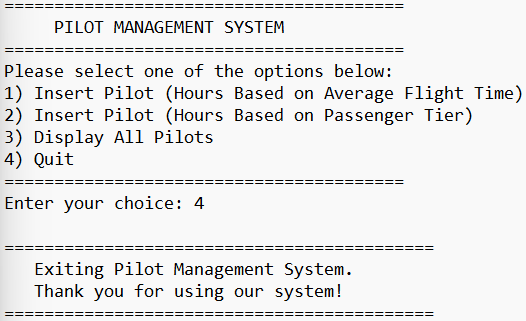 ========================================
PILOT MANAGEMENT SYSTEM
========================================
Please select one of the options below:
1) Insert Pilot (Hours Based on Average Flight Time)
2) Insert Pilot (Hours Based on Passenger Tier)
3) Display All Pilots
4) Quit
========================================
Enter your choice: 4
===========================================
Exiting Pilot Management System.
Thank you for using our system!
===========================================